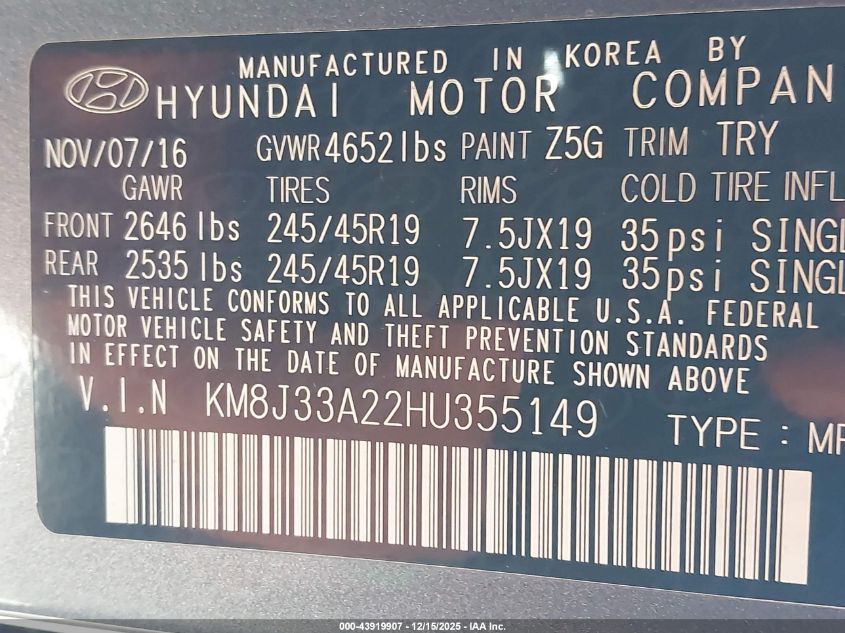 MANUFACTURED IN KOREA BY
HYUNDAI MOTOR COMPAN
NOV/07/16 GVWR 4652 lbs PAINT Z5G TRIM TRY
GAWR TIRES RIMS COLD TIRE INFL
FRONT 2646 lbs 245/45R19 7.5JX19 35psi SINGL
REAR 2535 lbs 245/45R19 7.5JX19 35psi SINGL
THIS VEHICLE CONFORMS TO ALL APPLICABLE U.S.A. FEDERAL
MOTOR VEHICLE SAFETY AND THEFT PREVENTION STANDARDS
IN EFFECT ON THE DATE OF MANUFACTURE SHOWN ABOVE
V.I.N KM8J33A22HU355149 TYPE : MP
000-43919907 - 12/15/2025 - IAA Inc.